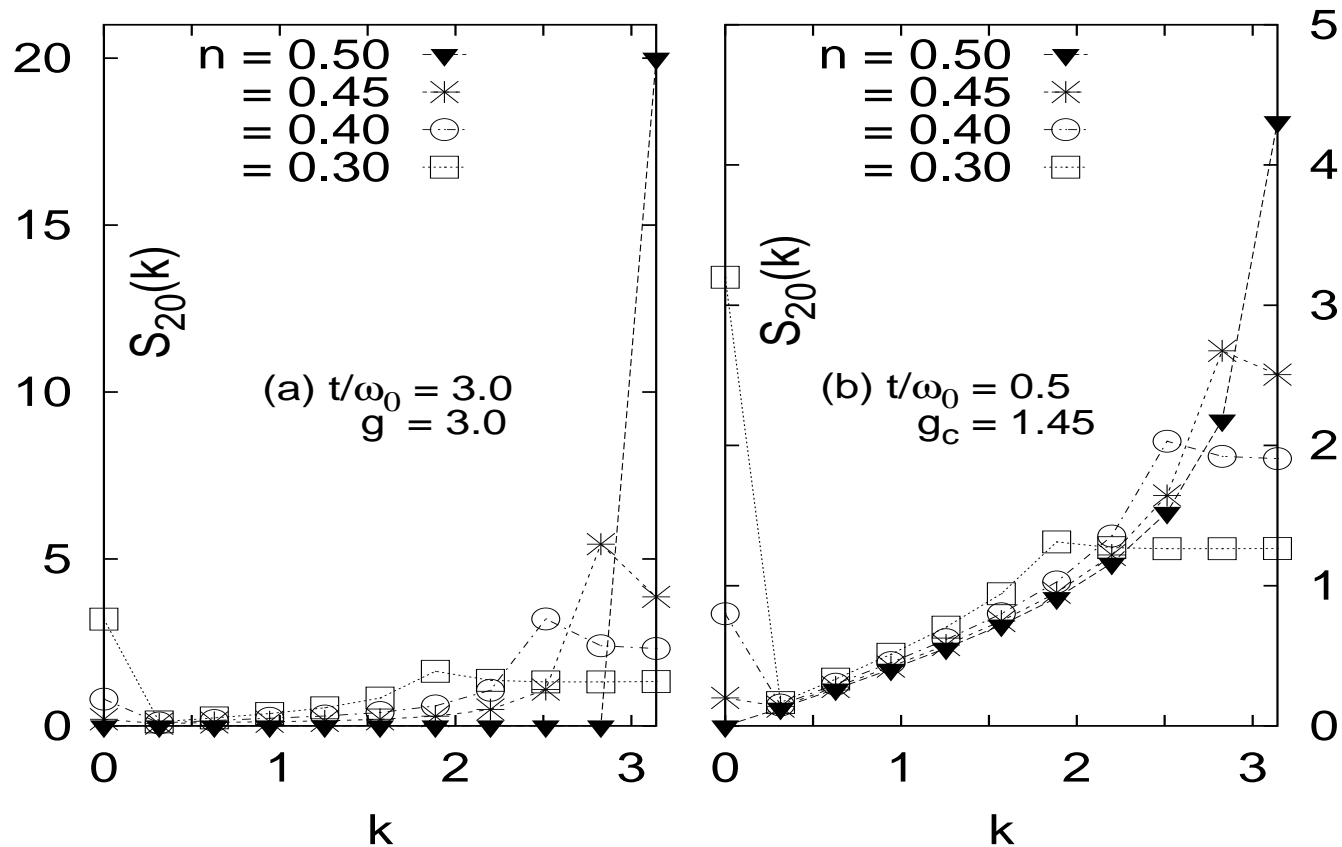 20
15
10
5
0
n = 0.50
= 0.45
= 0.40
= 0.30
S20(k)
(a) t/ω0 = 3.0
g = 3.0
0 1 2 3
k
n = 0.50
= 0.45
= 0.40
= 0.30
S20(k)
(b) t/ω0 = 0.5
gc = 1.45
5
4
3
2
1
0
0 1 2 3
k